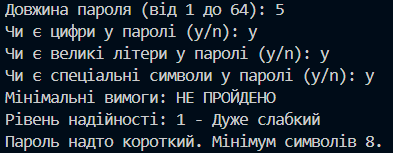 Довжина пароля (від 1 до 64): 5
Чи є цифри у паролі (y/n): y
Чи є великі літери у паролі (y/n): y
Чи є спеціальні символи у паролі (y/n): y
Мінімальні вимоги: НЕ ПРОЙДЕНО
Рівень надійності: 1 - Дуже слабкий
Пароль надто короткий. Мінімум символів 8.